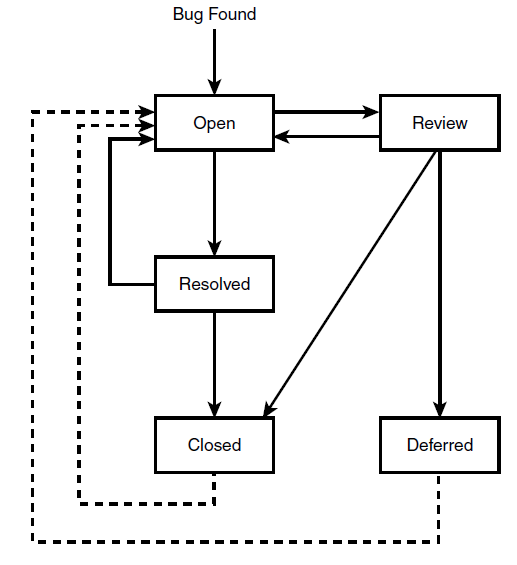 Bug Found
Open
Review
Resolved
Closed
Deferred